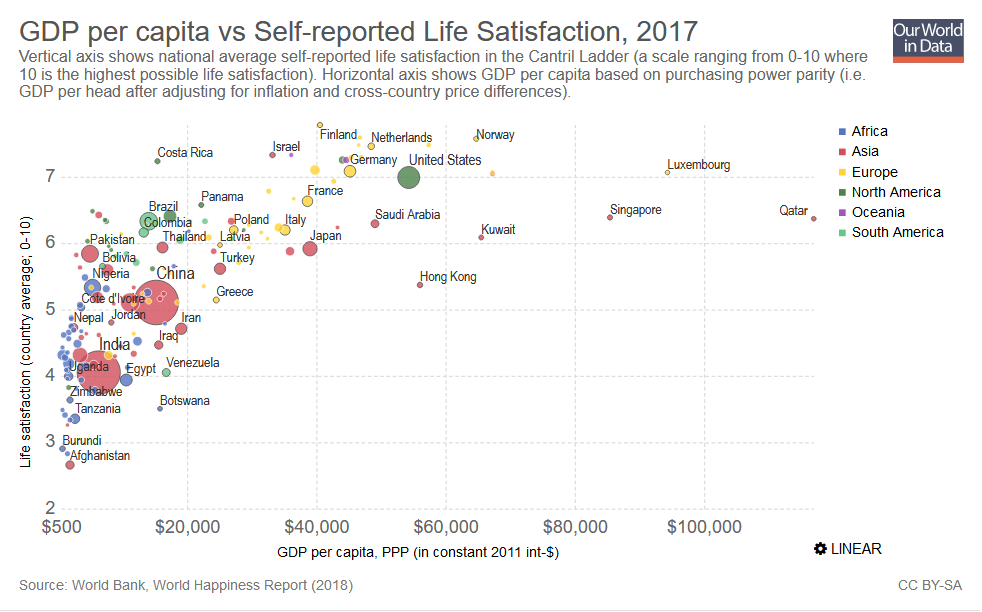 GDP per capita vs Self-reported Life Satisfaction, 2017
Our World
in Data
Vertical axis shows national average self-reported life satisfaction in the Cantril Ladder (a scale ranging from 0-10 where
10 is the highest possible life satisfaction). Horizontal axis shows GDP per capita based on purchasing power parity (i.e.
GDP per head after adjusting for inflation and cross-country price differences).
Africa
Asia
Europe
North America
Oceania
South America
Finland
Netherlands
Norway
Costa Rica
Israel
Germany
United States
Luxembourg
7
France
Panama
Brazil
Colombia
Poland
Italy
Saudi Arabia
Singapore
Qatar
Kuwait
6
Pakistan
Thailand
Latvia
Japan
Bolivia
Turkey
Nigeria
China
Hong Kong
Cote d'Ivoire
Greece
5
Nepal
Jordan
Iran
India
Iraq
Uganda
Egypt
Venezuela
4
Zimbabwe
Tanzania
Botswana
3
Burundi
Afghanistan
2
Life satisfaction (country average; 0-10)
$500
$20,000
$40,000
$60,000
$80,000
$100,000
GDP per capita, PPP (in constant 2011 int-$)
LINEAR
Source: World Bank, World Happiness Report (2018)
CC BY-SA